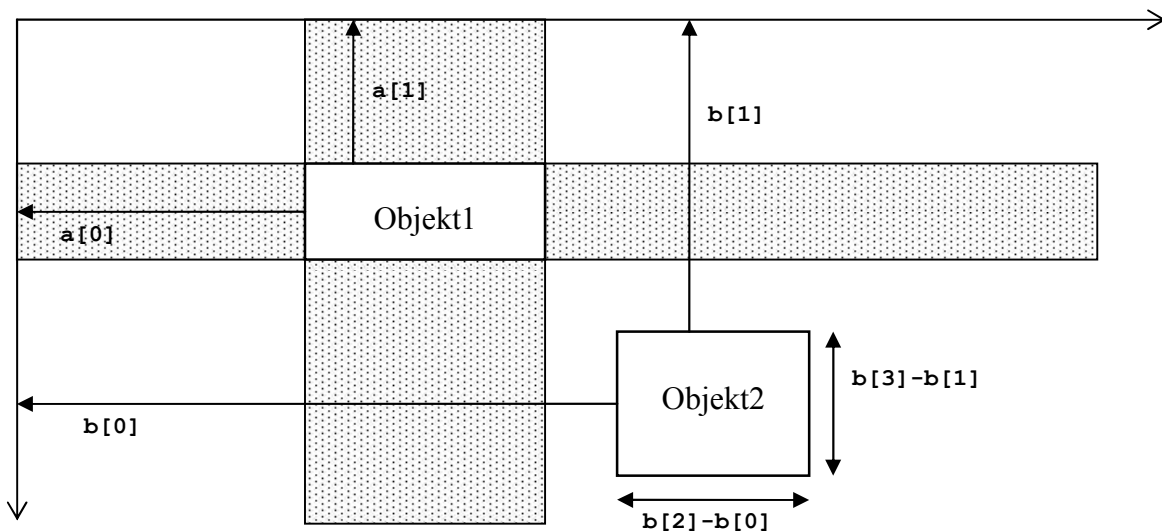 a[1]
b[1]
Objekt1
a[0]
b[3]-b[1]
Objekt2
b[0]
b[2]-b[0]